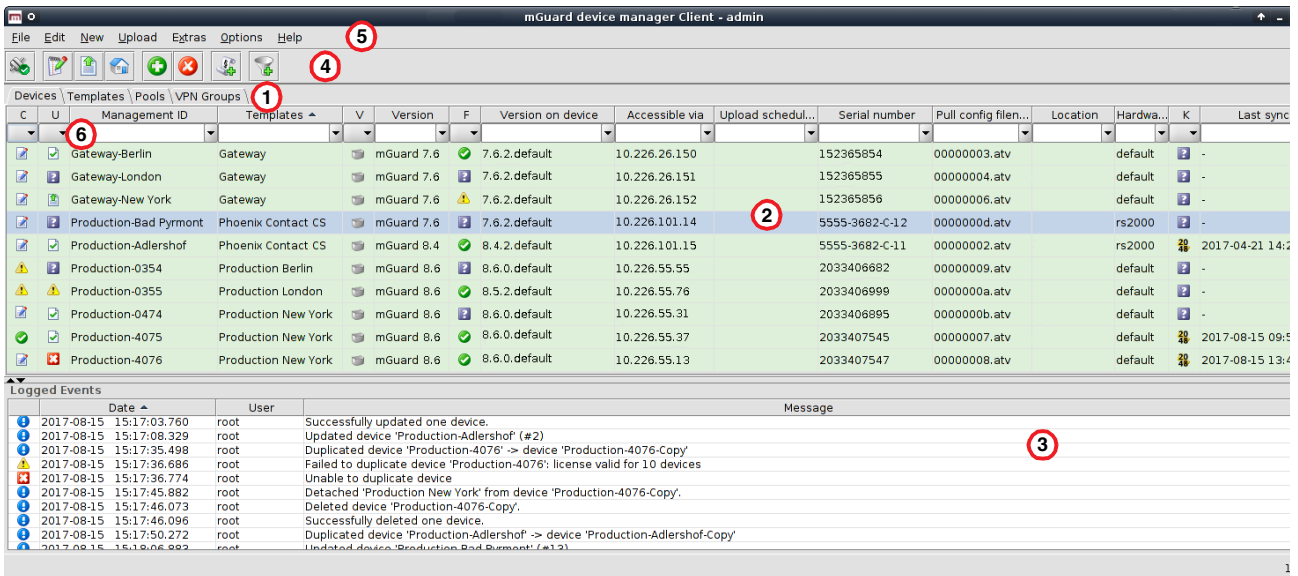 mGuard device manager Client - admin
File Edit New Upload Extras Options Help 5
4
Devices Templates Pools VPN Groups 1
C U Management ID Templates V Version F Version on device Accessible via Upload schedul... Serial number Pull config filen... Location Hardwa... K Last sync
6
Gateway-Berlin Gateway mGuard 7.6 7.6.2.default 10.226.26.150 152365854 00000003.atv default ? -
? Gateway-London Gateway mGuard 7.6 ? 7.6.2.default 10.226.26.151 152365855 00000004.atv default ? -
Gateway-New York Gateway mGuard 7.6 7.6.2.default 10.226.26.152 152365856 00000006.atv default ? -
? Production-Bad Pyrmont Phoenix Contact CS mGuard 7.6 ? 7.6.2.default 10.226.101.14 2 5555-3682-C-12 0000000d.atv rs2000 ? -
Production-Adlershof Phoenix Contact CS mGuard 8.4 8.4.2.default 10.226.101.15 5555-3682-C-11 00000002.atv rs2000 2048 2017-04-21 14:2
? Production-0354 Production Berlin mGuard 8.6 ? 8.6.0.default 10.226.55.55 2033406682 00000009.atv default ? -
Production-0355 Production London mGuard 8.6 8.5.2.default 10.226.55.76 2033406999 0000000a.atv default ? -
Production-0474 Production New York mGuard 8.6 ? 8.6.0.default 10.226.55.31 2033406895 0000000b.atv default ? -
Production-4075 Production New York mGuard 8.6 8.6.0.default 10.226.55.37 2033407545 00000007.atv default 2048 2017-08-15 09:5
Production-4076 Production New York mGuard 8.6 8.6.0.default 10.226.55.13 2033407547 00000008.atv default 2048 2017-08-15 13:4
Logged Events
Date User Message
2017-08-15 15:17:03.760 root Successfully updated one device.
2017-08-15 15:17:08.329 root Updated device 'Production-Adlershof' (#2)
2017-08-15 15:17:35.498 root Duplicated device 'Production-4076' -> device 'Production-4076-Copy' 3
2017-08-15 15:17:36.686 root Failed to duplicate device 'Production-4076': license valid for 10 devices
2017-08-15 15:17:36.774 root Unable to duplicate device
2017-08-15 15:17:45.882 root Detached 'Production New York' from device 'Production-4076-Copy'.
2017-08-15 15:17:46.073 root Deleted device 'Production-4076-Copy'.
2017-08-15 15:17:46.096 root Successfully deleted one device.
2017-08-15 15:17:50.272 root Duplicated device 'Production-Adlershof' -> device 'Production-Adlershof-Copy'
2017-08-15 15:18:06.883 root Updated device 'Production-Bad Pyrmont' (#13)
1